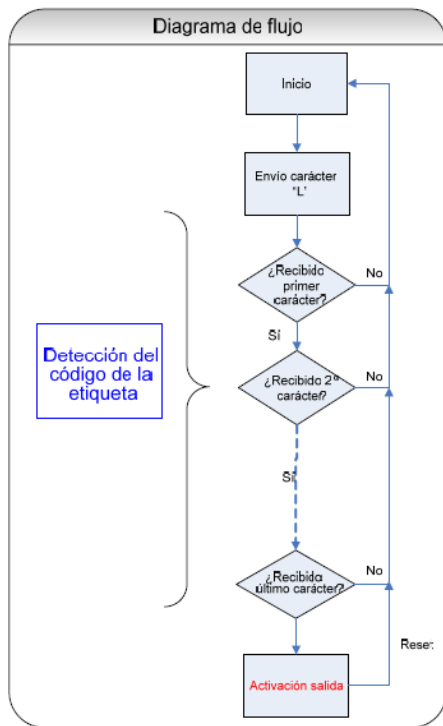 Diagrama de flujo
Inicio
Envío carácter
"L"
¿Recibido
primer
carácter?
No
Sí
Detección del
código de la
etiqueta
¿Recibido 2º
carácter?
No
Sí
¿Recibido
último carácter?
No
Reset
Activación salida